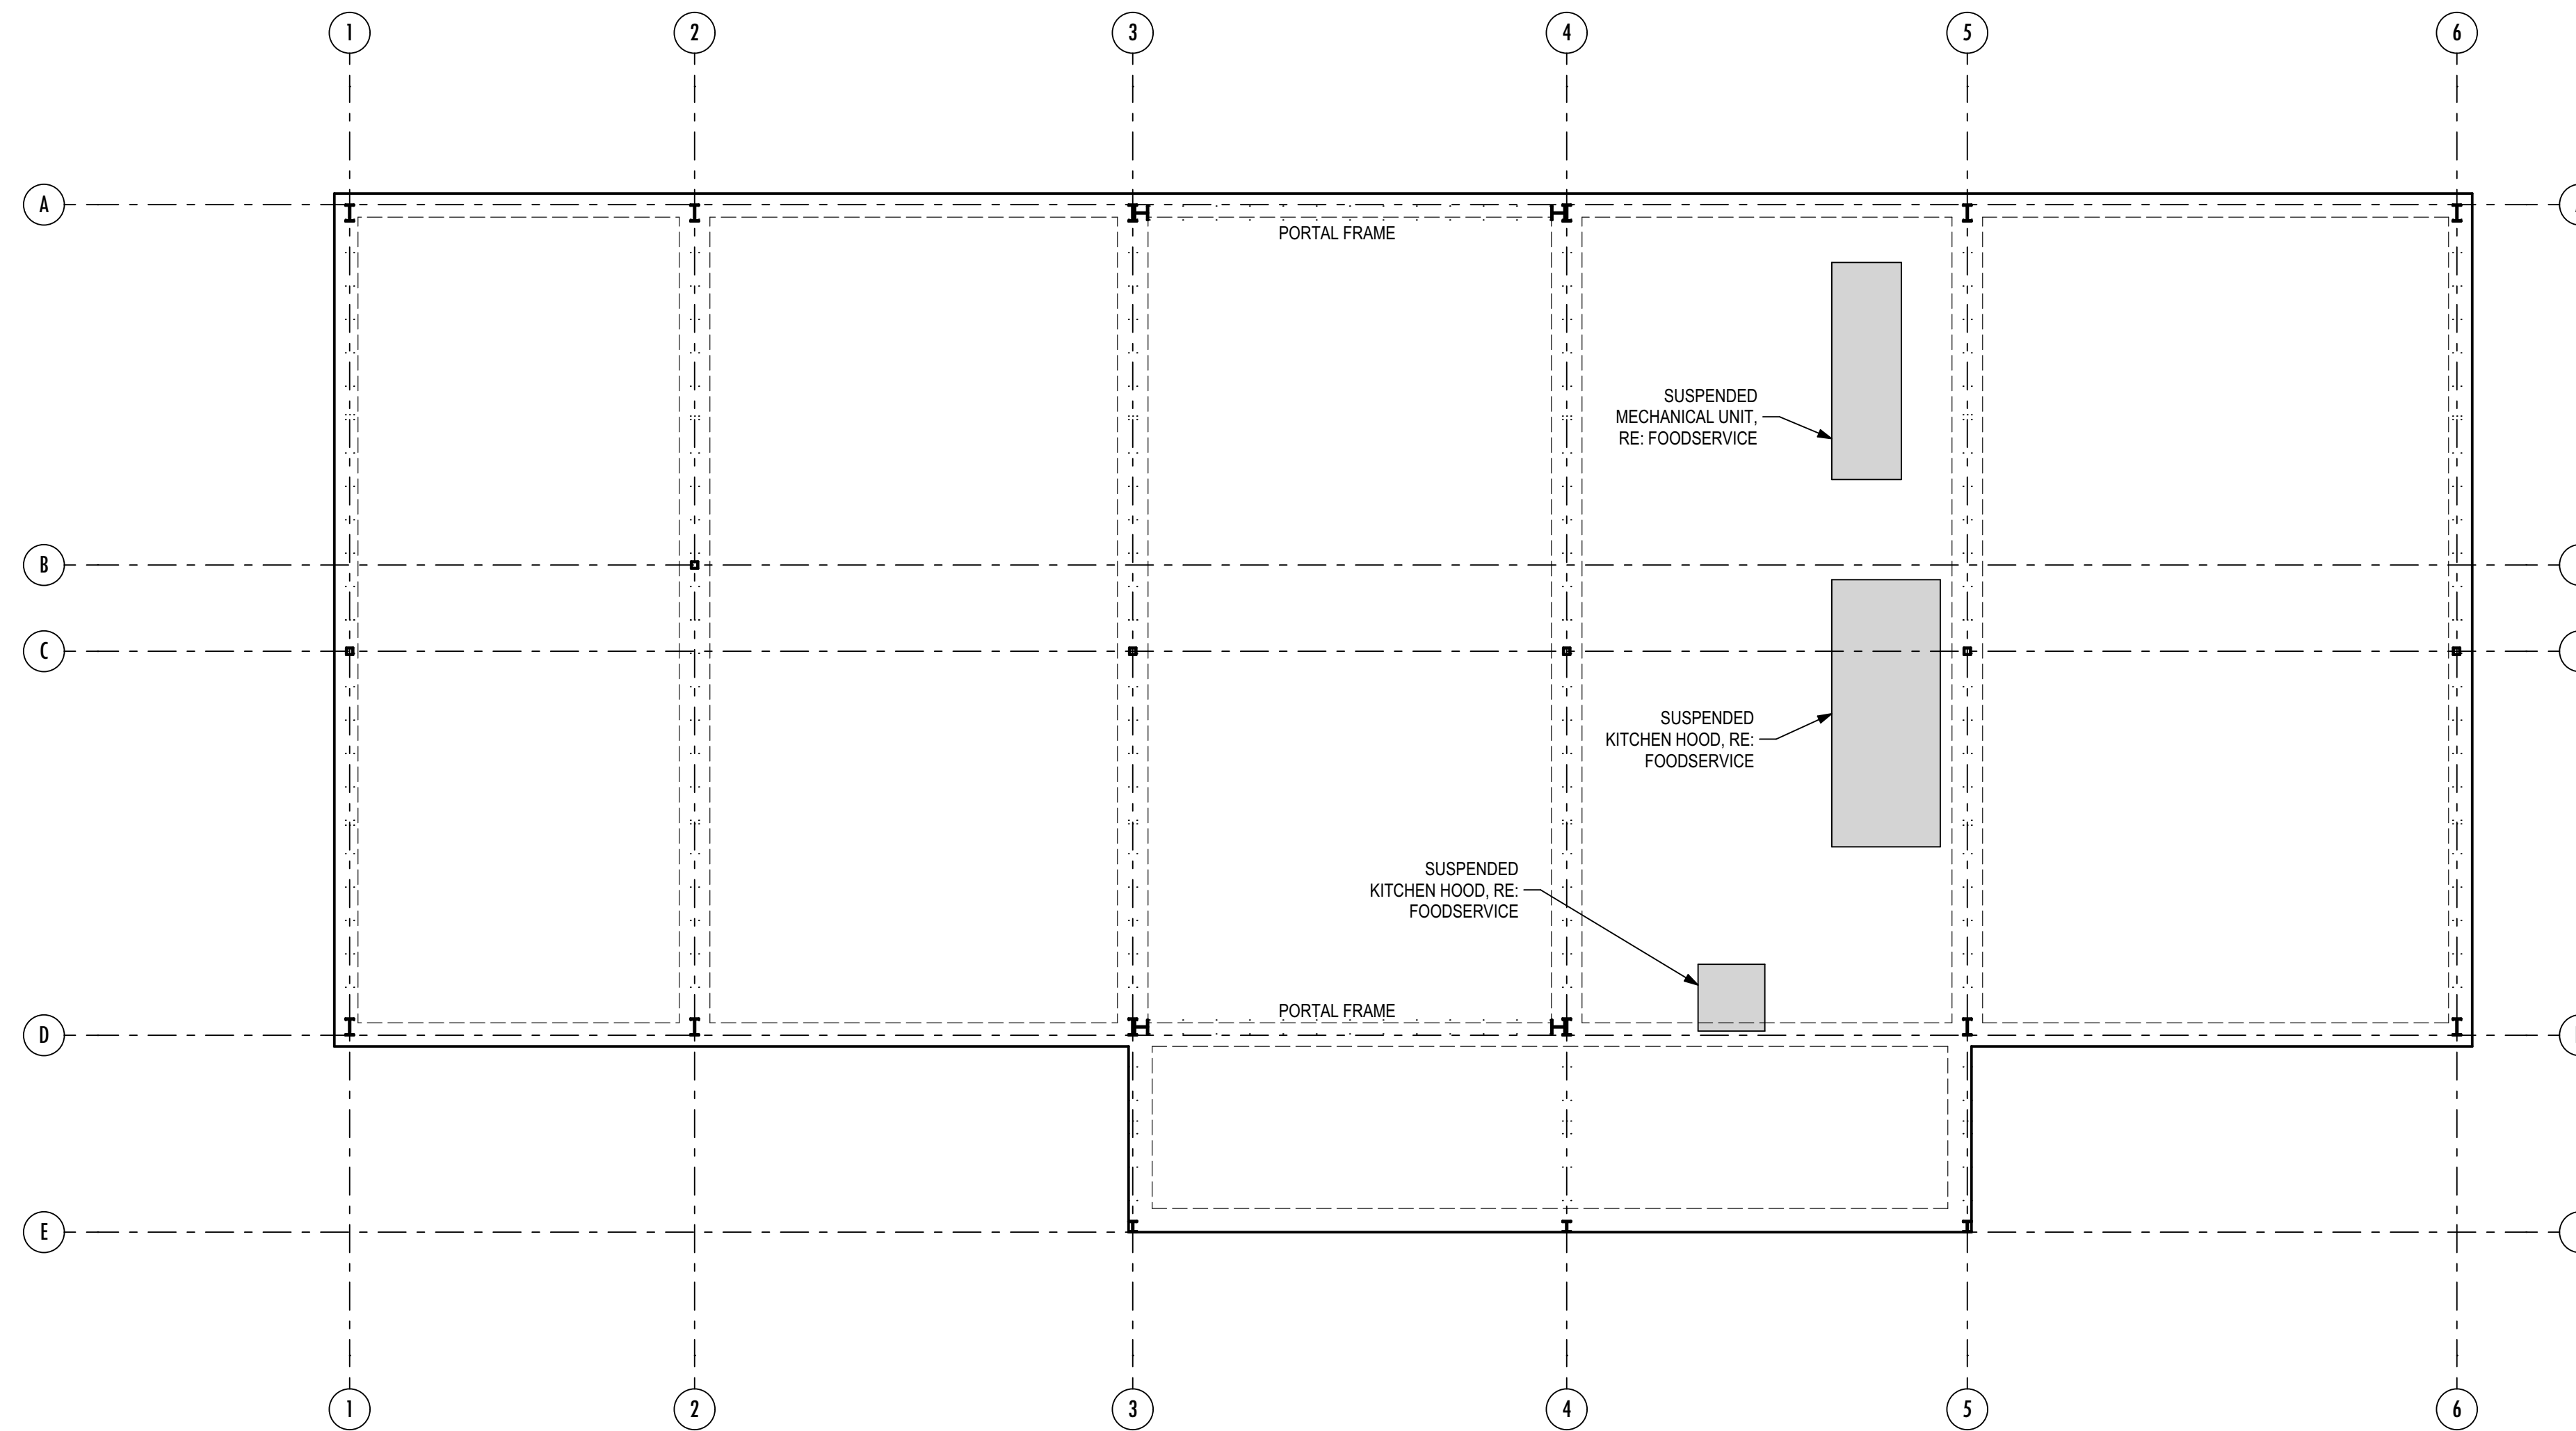 1
2
3
4
5
6
A
PORTAL FRAME
SUSPENDED
MECHANICAL UNIT,
RE: FOODSERVICE
B
C
SUSPENDED
KITCHEN HOOD, RE:
FOODSERVICE
SUSPENDED
KITCHEN HOOD, RE:
FOODSERVICE
PORTAL FRAME
D
E
1
2
3
4
5
6